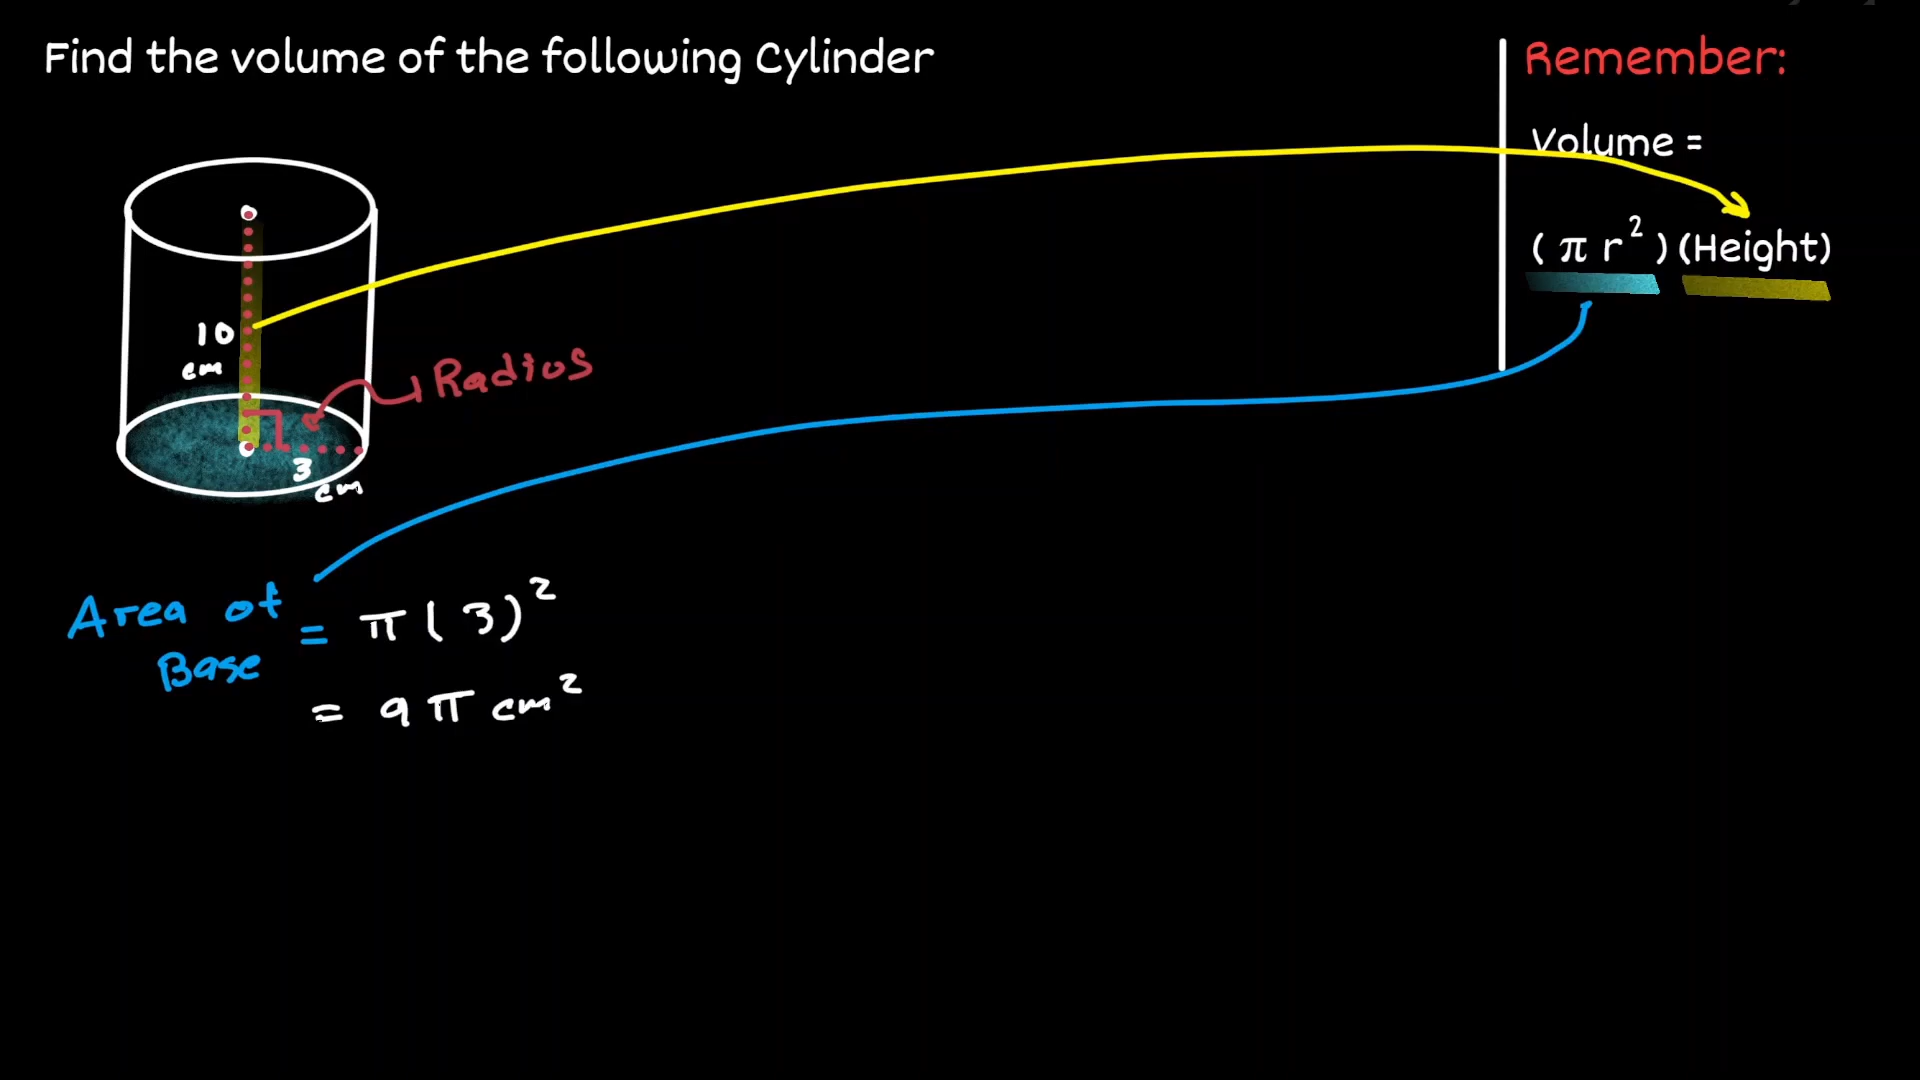 Find the volume of the following Cylinder
Remember:
Volume =
( π r² ) (Height)
10
cm
Radius
3
cm
Area of
Base
= π ( 3 )²
= 9 π cm²